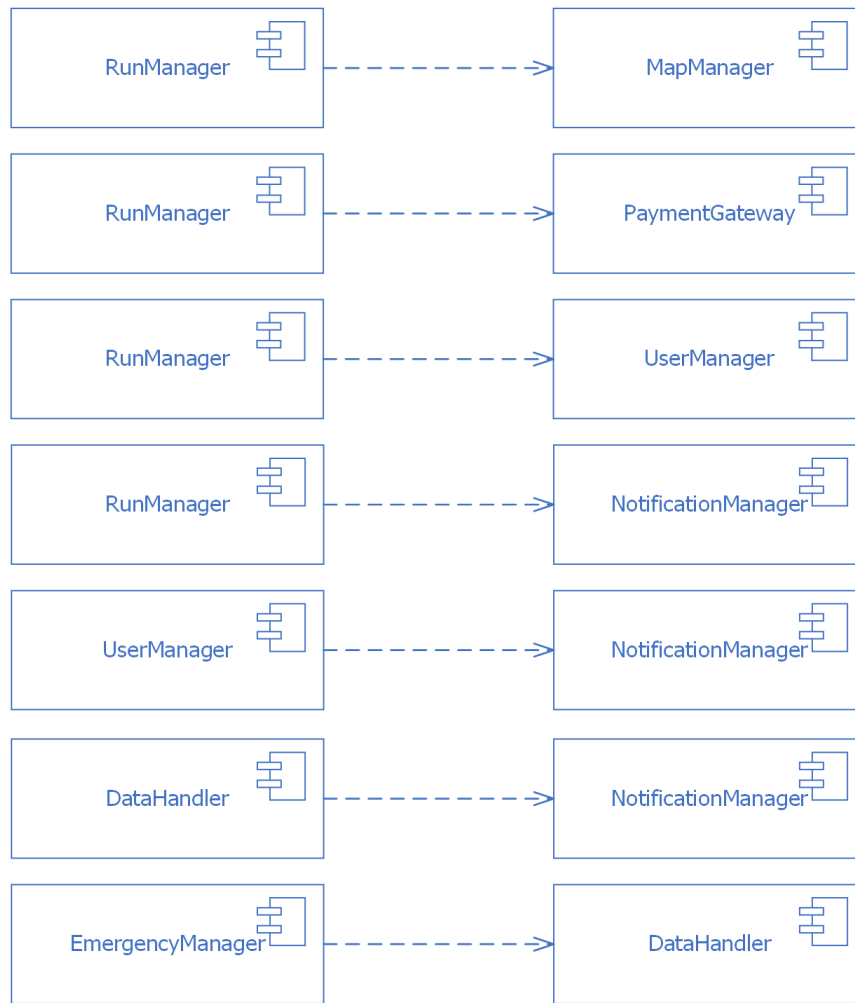 RunManager MapManager
RunManager PaymentGateway
RunManager UserManager
RunManager NotificationManager
UserManager NotificationManager
DataHandler NotificationManager
EmergencyManager DataHandler